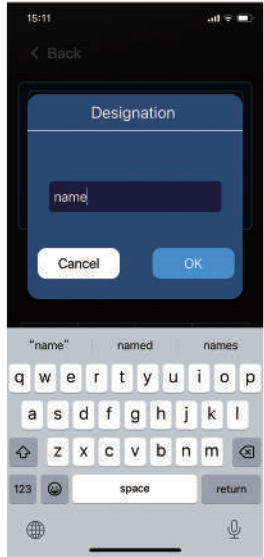 15:11
Back
Designation
name
Cancel OK
"name" named names
q w e r t y u i o p
a s d f g h j k l
z x c v b n m
123 space return